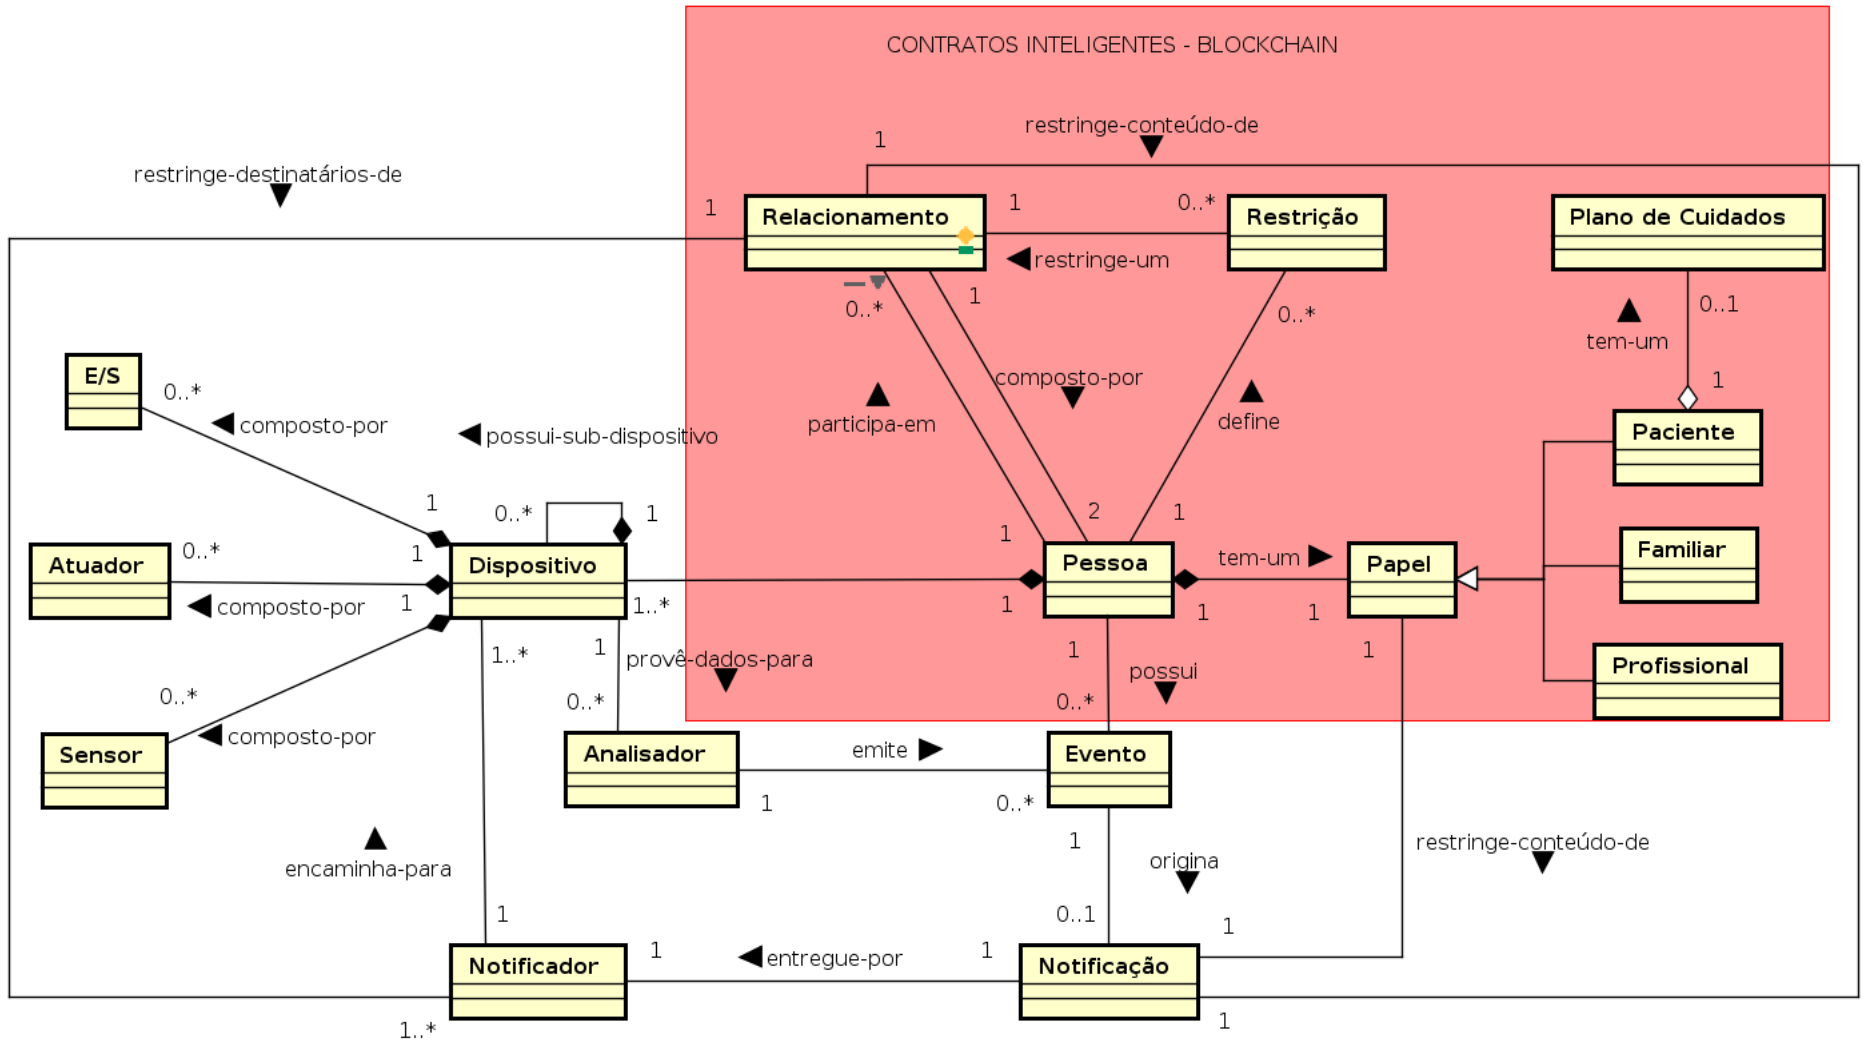 CONTRATOS INTELIGENTES - BLOCKCHAIN
restringe-conteúdo-de
1
restringe-destinatários-de
1
Relacionamento
1
0..*
Restrição
Plano de Cuidados
restringe-um
0..*
1
0..*
0..1
tem-um
E/S
0..*
composto-por
possui-sub-dispositivo
composto-por
participa-em
define
1
Paciente
1
0..*
1
1
2
1
Atuador
0..*
1
Dispositivo
Pessoa
tem-um
Papel
Familiar
composto-por
1
1..*
1
1
1
1..*
1
provê-dados-para
1
possui
1
Profissional
0..*
0..*
0..*
composto-por
Sensor
Analisador
emite
Evento
1
0..*
encaminha-para
1
origina
restringe-conteúdo-de
1
0..1
1
Notificador
1
entregue-por
1
Notificação
1..*
1